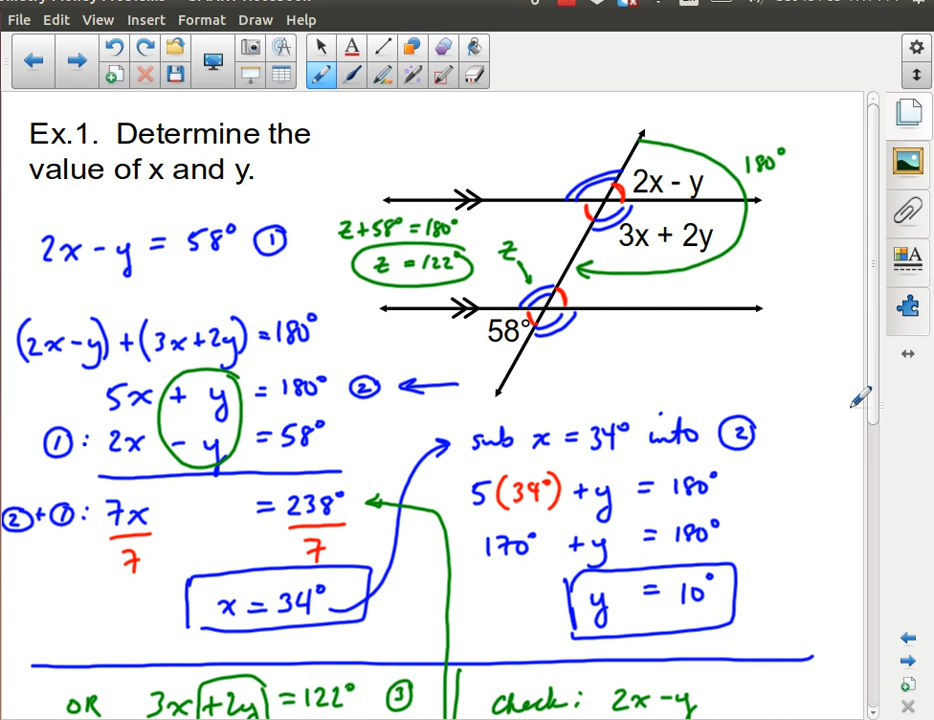 File Edit View Insert Format Draw Help
Ex.1. Determine the
value of x and y.
180°
2x - y
3x + 2y
z + 58° = 180°
z = 122°
z
58°
2x - y = 58° ①
(2x - y) + (3x + 2y) = 180°
5x + y = 180° ②
①: 2x - y = 58°
② + ①: 7x = 238°
7 7
x = 34°
sub x = 34° into ②
5(34°) + y = 180°
170° + y = 180°
y = 10°
OR 3x + 2y = 122° ③
check: 2x - y